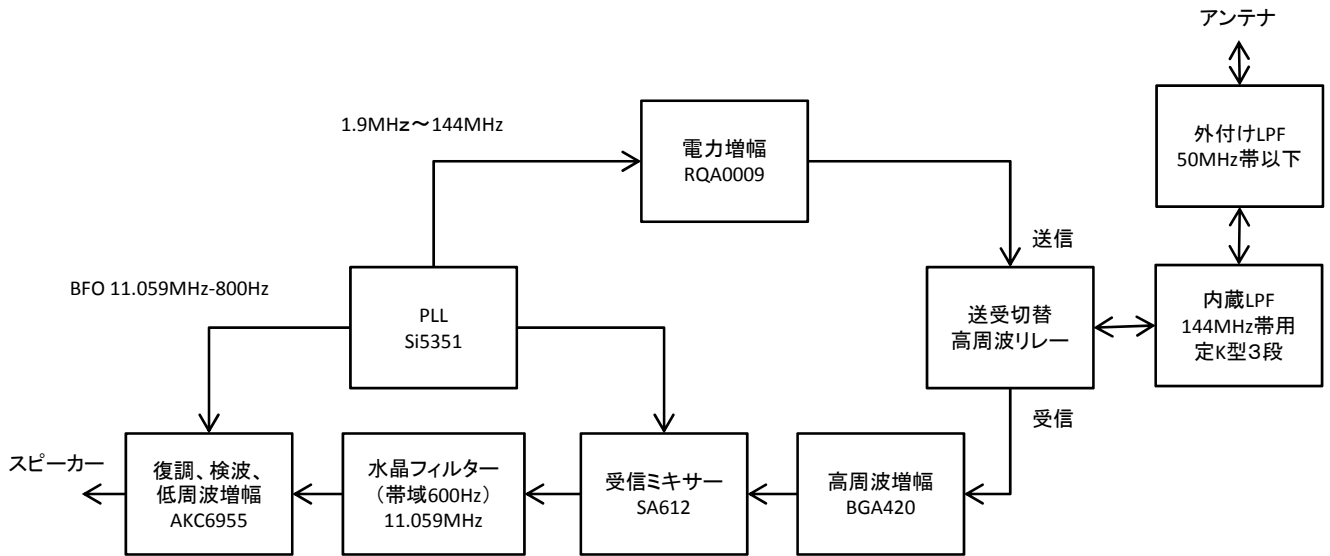 アンテナ
外付けLPF
50MHz帯以下
1.9MHz～144MHz
電力増幅
RQA0009
送信
BFO 11.059MHz-800Hz
PLL
Si5351
送受切替
高周波リレー
内蔵LPF
144MHz帯用
定K型３段
受信
スピーカー
復調、検波、
低周波増幅
AKC6955
水晶フィルター
（帯域600Hz）
11.059MHz
受信ミキサー
SA612
高周波増幅
BGA420